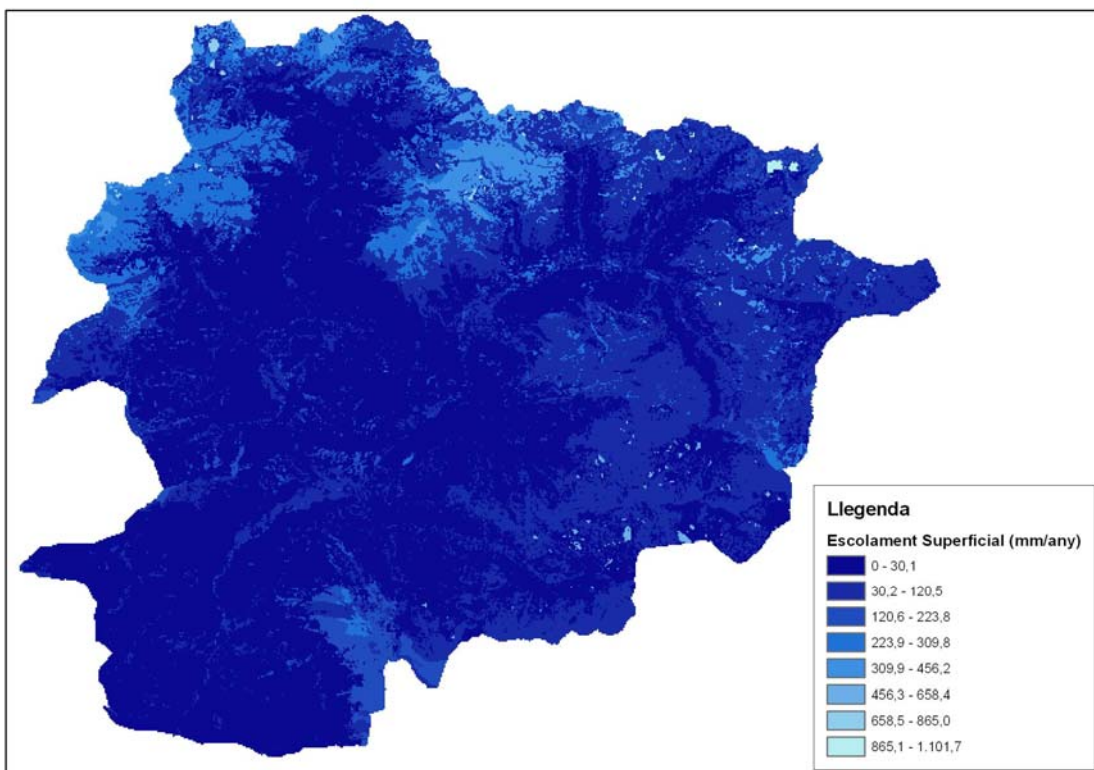 Llegenda
Escolament Superficial (mm/any)
0 - 30,1
30,2 - 120,5
120,6 - 223,8
223,9 - 309,8
309,9 - 456,2
456,3 - 658,4
658,5 - 865,0
865,1 - 1.101,7